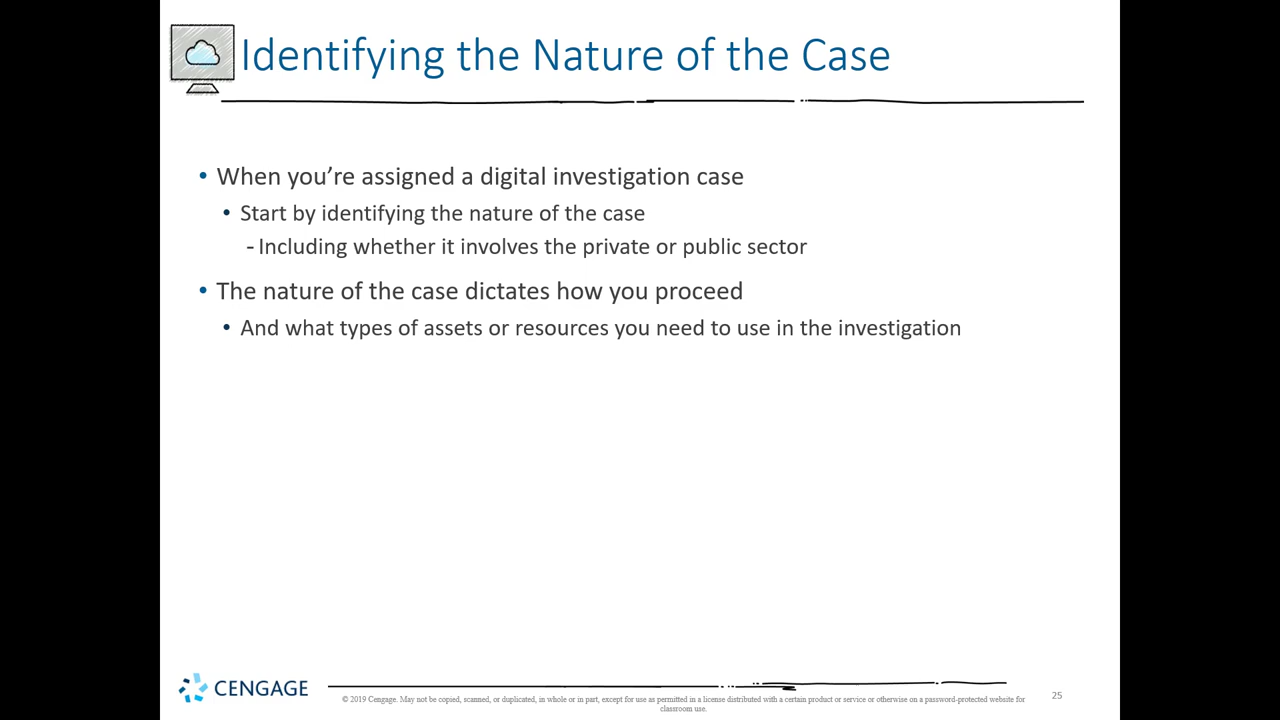 Identifying the Nature of the Case
• When you’re assigned a digital investigation case
• Start by identifying the nature of the case
- Including whether it involves the private or public sector
• The nature of the case dictates how you proceed
• And what types of assets or resources you need to use in the investigation
CENGAGE
© 2019 Cengage. May not be copied, scanned, or duplicated, in whole or in part, except for use as permitted in a license distributed with a certain product or service or otherwise on a password-protected website for
classroom use.
25